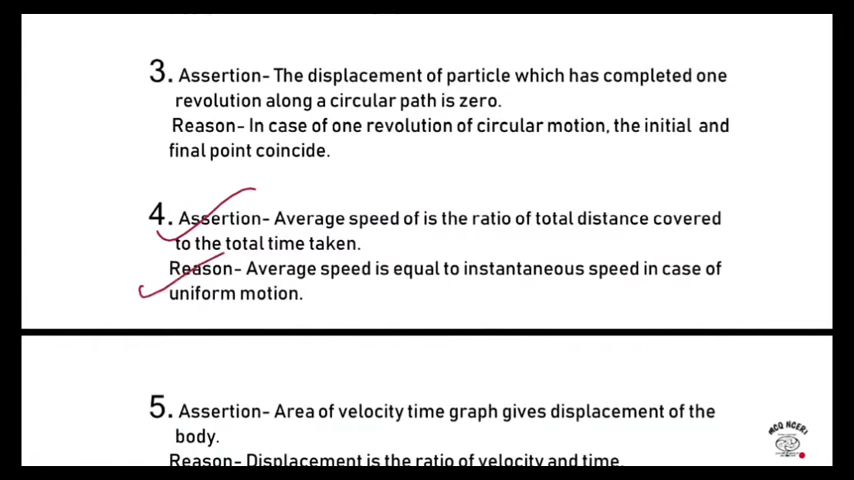 3. Assertion- The displacement of particle which has completed one
revolution along a circular path is zero.
Reason- In case of one revolution of circular motion, the initial and
final point coincide.
4. Assertion- Average speed of is the ratio of total distance covered
to the total time taken.
Reason- Average speed is equal to instantaneous speed in case of
uniform motion.
5. Assertion- Area of velocity time graph gives displacement of the
body.
Reason- Displacement is the ratio of velocity and time.
MCQ NCERT